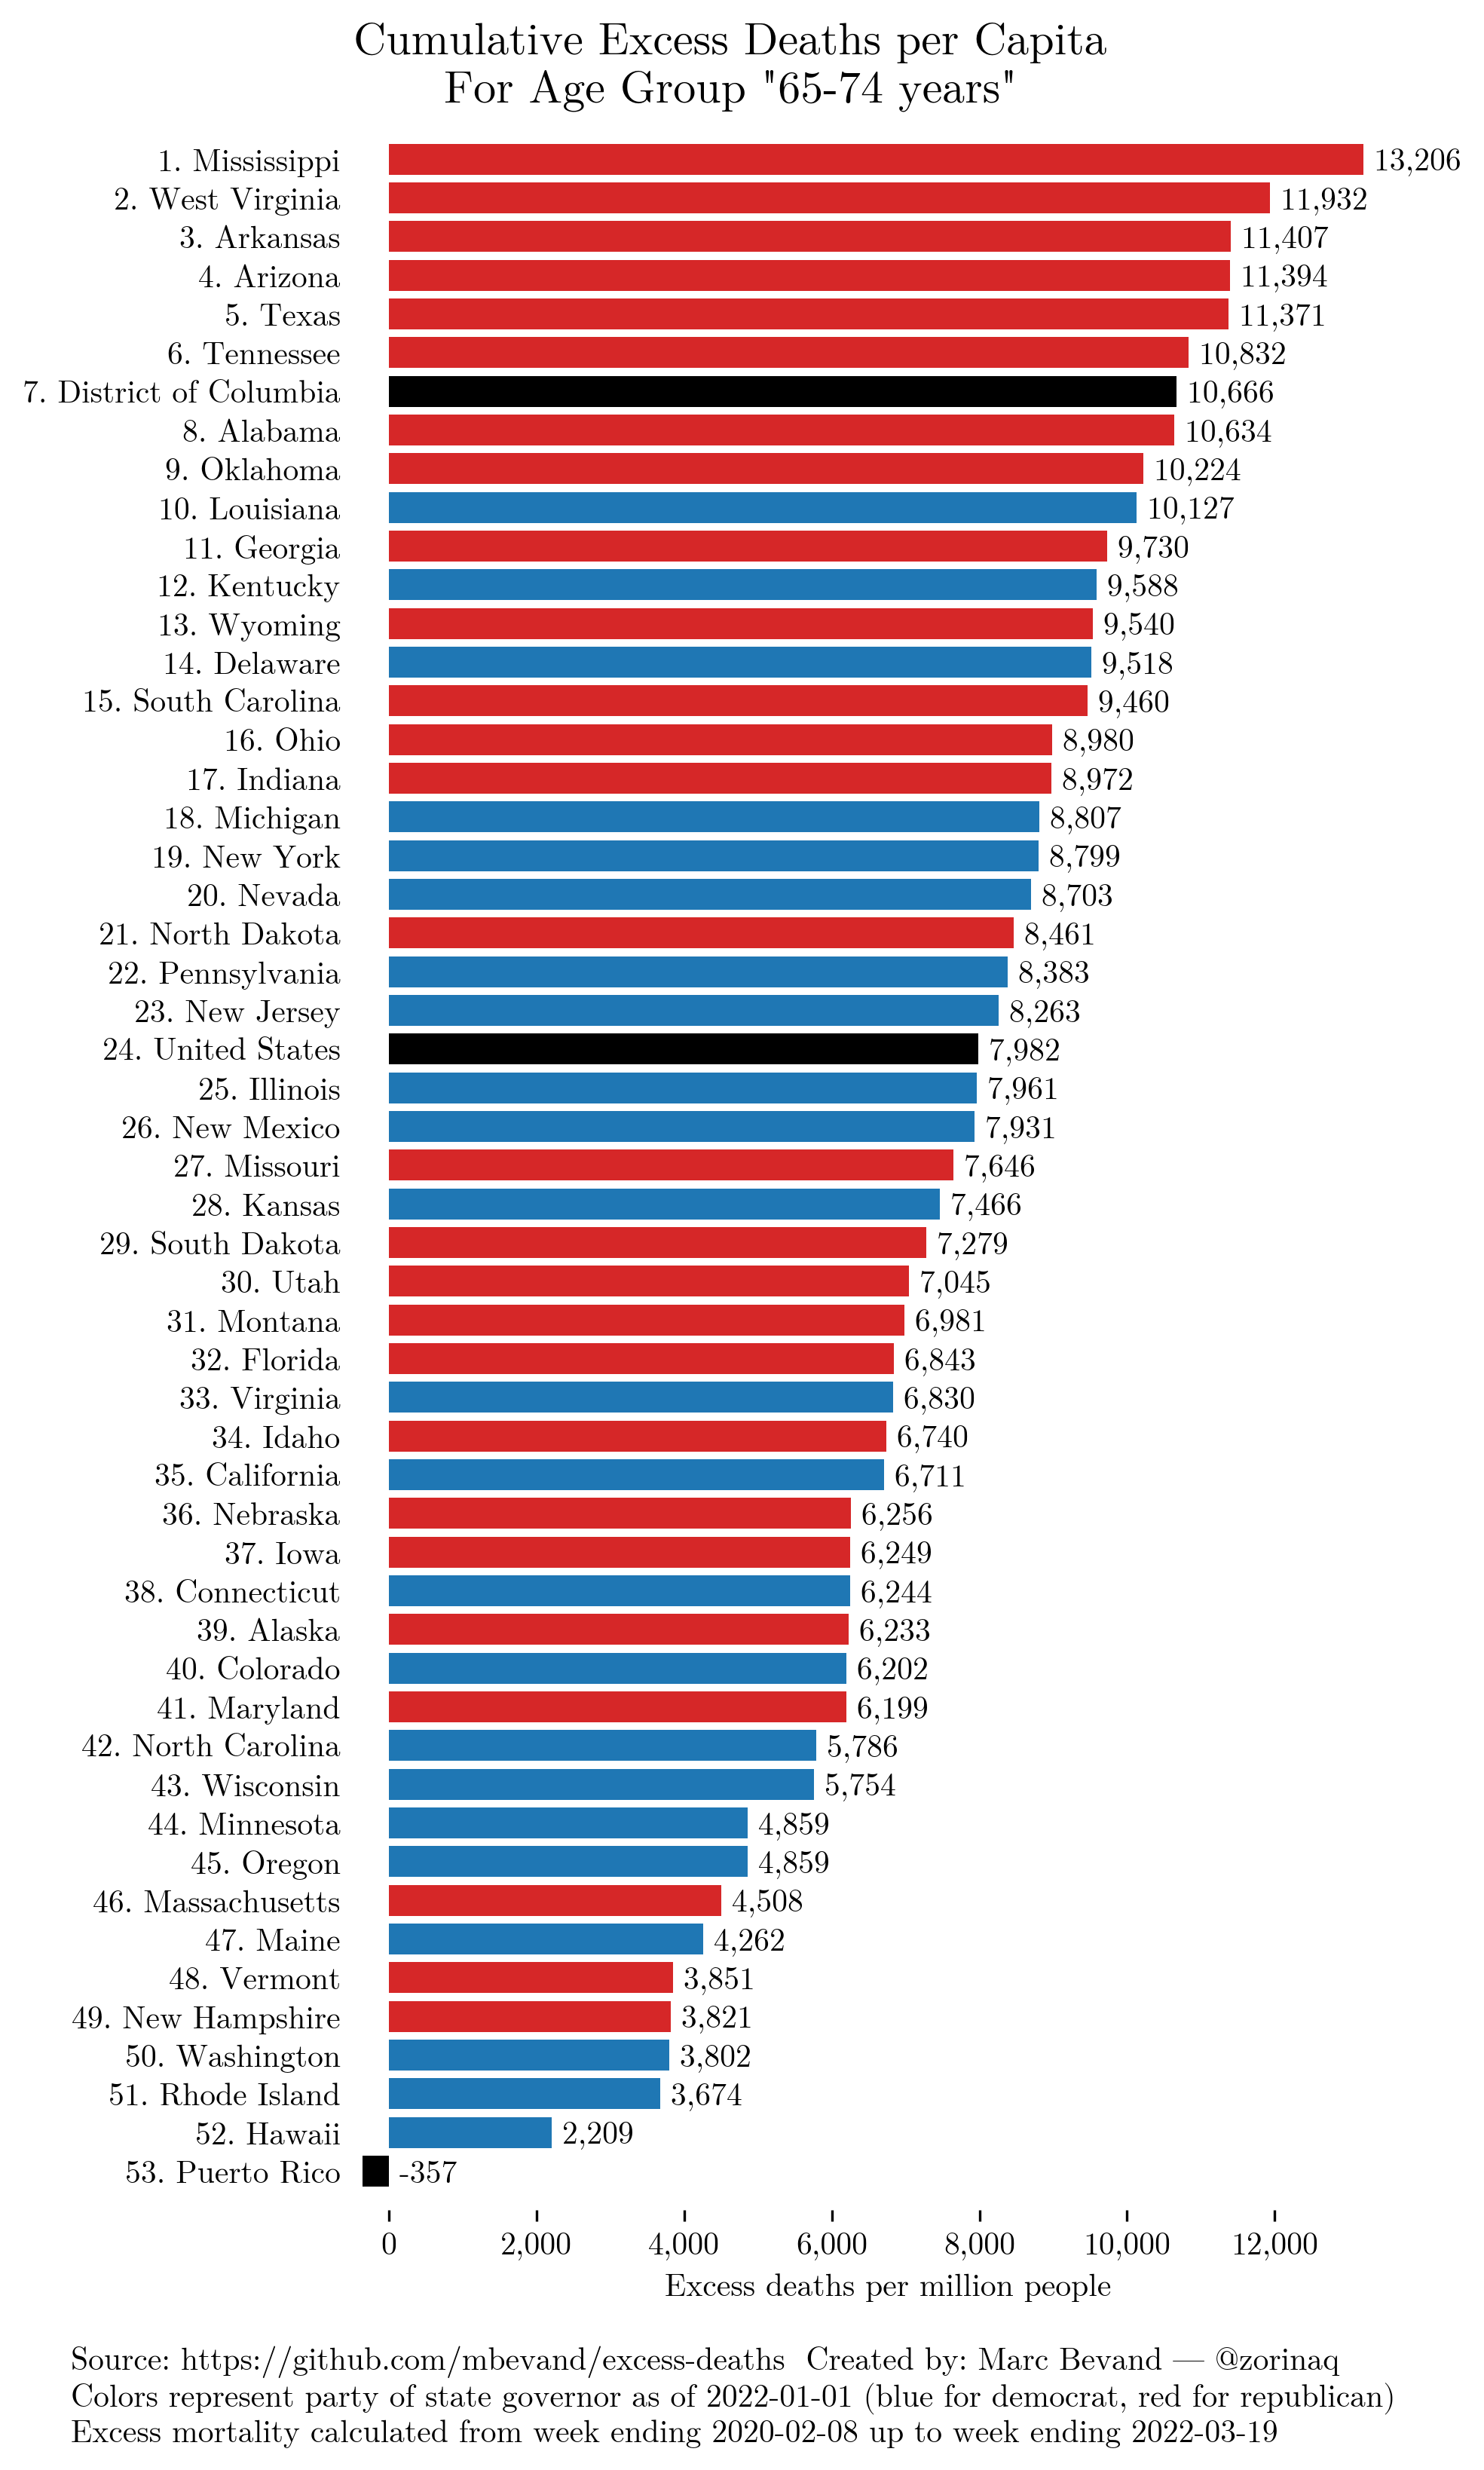 Cumulative Excess Deaths per Capita
For Age Group "65-74 years"
1. Mississippi 13,206
2. West Virginia 11,932
3. Arkansas 11,407
4. Arizona 11,394
5. Texas 11,371
6. Tennessee 10,832
7. District of Columbia 10,666
8. Alabama 10,634
9. Oklahoma 10,224
10. Louisiana 10,127
11. Georgia 9,730
12. Kentucky 9,588
13. Wyoming 9,540
14. Delaware 9,518
15. South Carolina 9,460
16. Ohio 8,980
17. Indiana 8,972
18. Michigan 8,807
19. New York 8,799
20. Nevada 8,703
21. North Dakota 8,461
22. Pennsylvania 8,383
23. New Jersey 8,263
24. United States 7,982
25. Illinois 7,961
26. New Mexico 7,931
27. Missouri 7,646
28. Kansas 7,466
29. South Dakota 7,279
30. Utah 7,045
31. Montana 6,981
32. Florida 6,843
33. Virginia 6,830
34. Idaho 6,740
35. California 6,711
36. Nebraska 6,256
37. Iowa 6,249
38. Connecticut 6,244
39. Alaska 6,233
40. Colorado 6,202
41. Maryland 6,199
42. North Carolina 5,786
43. Wisconsin 5,754
44. Minnesota 4,859
45. Oregon 4,859
46. Massachusetts 4,508
47. Maine 4,262
48. Vermont 3,851
49. New Hampshire 3,821
50. Washington 3,802
51. Rhode Island 3,674
52. Hawaii 2,209
53. Puerto Rico -357
0 2,000 4,000 6,000 8,000 10,000 12,000
Excess deaths per million people
Source: https://github.com/mbevand/excess-deaths Created by: Marc Bevand — @zorinaq
Colors represent party of state governor as of 2022-01-01 (blue for democrat, red for republican)
Excess mortality calculated from week ending 2020-02-08 up to week ending 2022-03-19